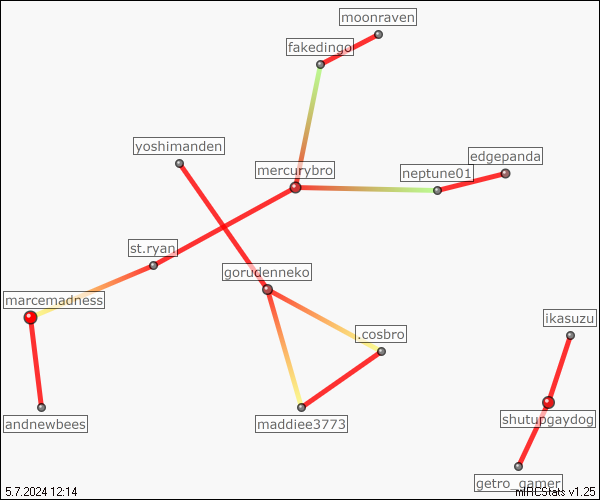 moonraven
fakedingo
yoshimanden
edgepanda
mercurybro
neptune01
st.ryan
gorudenneko
marcemadness
ikasuzu
.cosbro
andnewbees
maddiee3773
shutupgaydog
getro_gamer
5.7.2024 12:14
mIRCStats v1.25